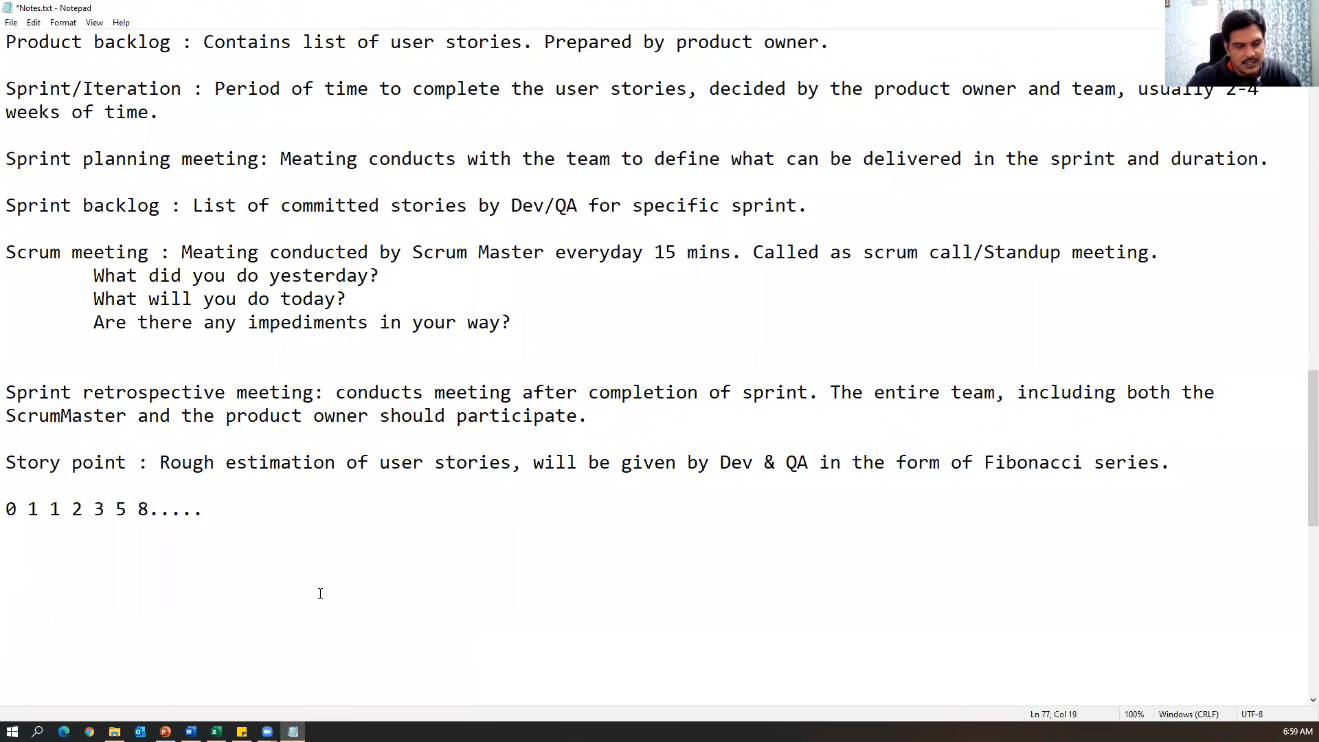 *Notes.txt - Notepad
File Edit Format View Help
Product backlog : Contains list of user stories. Prepared by product owner.
Sprint/Iteration : Period of time to complete the user stories, decided by the product owner and team, usually 2-4
weeks of time.
Sprint planning meeting: Meating conducts with the team to define what can be delivered in the sprint and duration.
Sprint backlog : List of committed stories by Dev/QA for specific sprint.
Scrum meeting : Meating conducted by Scrum Master everyday 15 mins. Called as scrum call/Standup meeting.
What did you do yesterday?
What will you do today?
Are there any impediments in your way?
Sprint retrospective meeting: conducts meeting after completion of sprint. The entire team, including both the
ScrumMaster and the product owner should participate.
Story point : Rough estimation of user stories, will be given by Dev & QA in the form of Fibonacci series.
0 1 1 2 3 5 8.....
Ln 77, Col 19 100% Windows (CRLF) UTF-8
6:59 AM